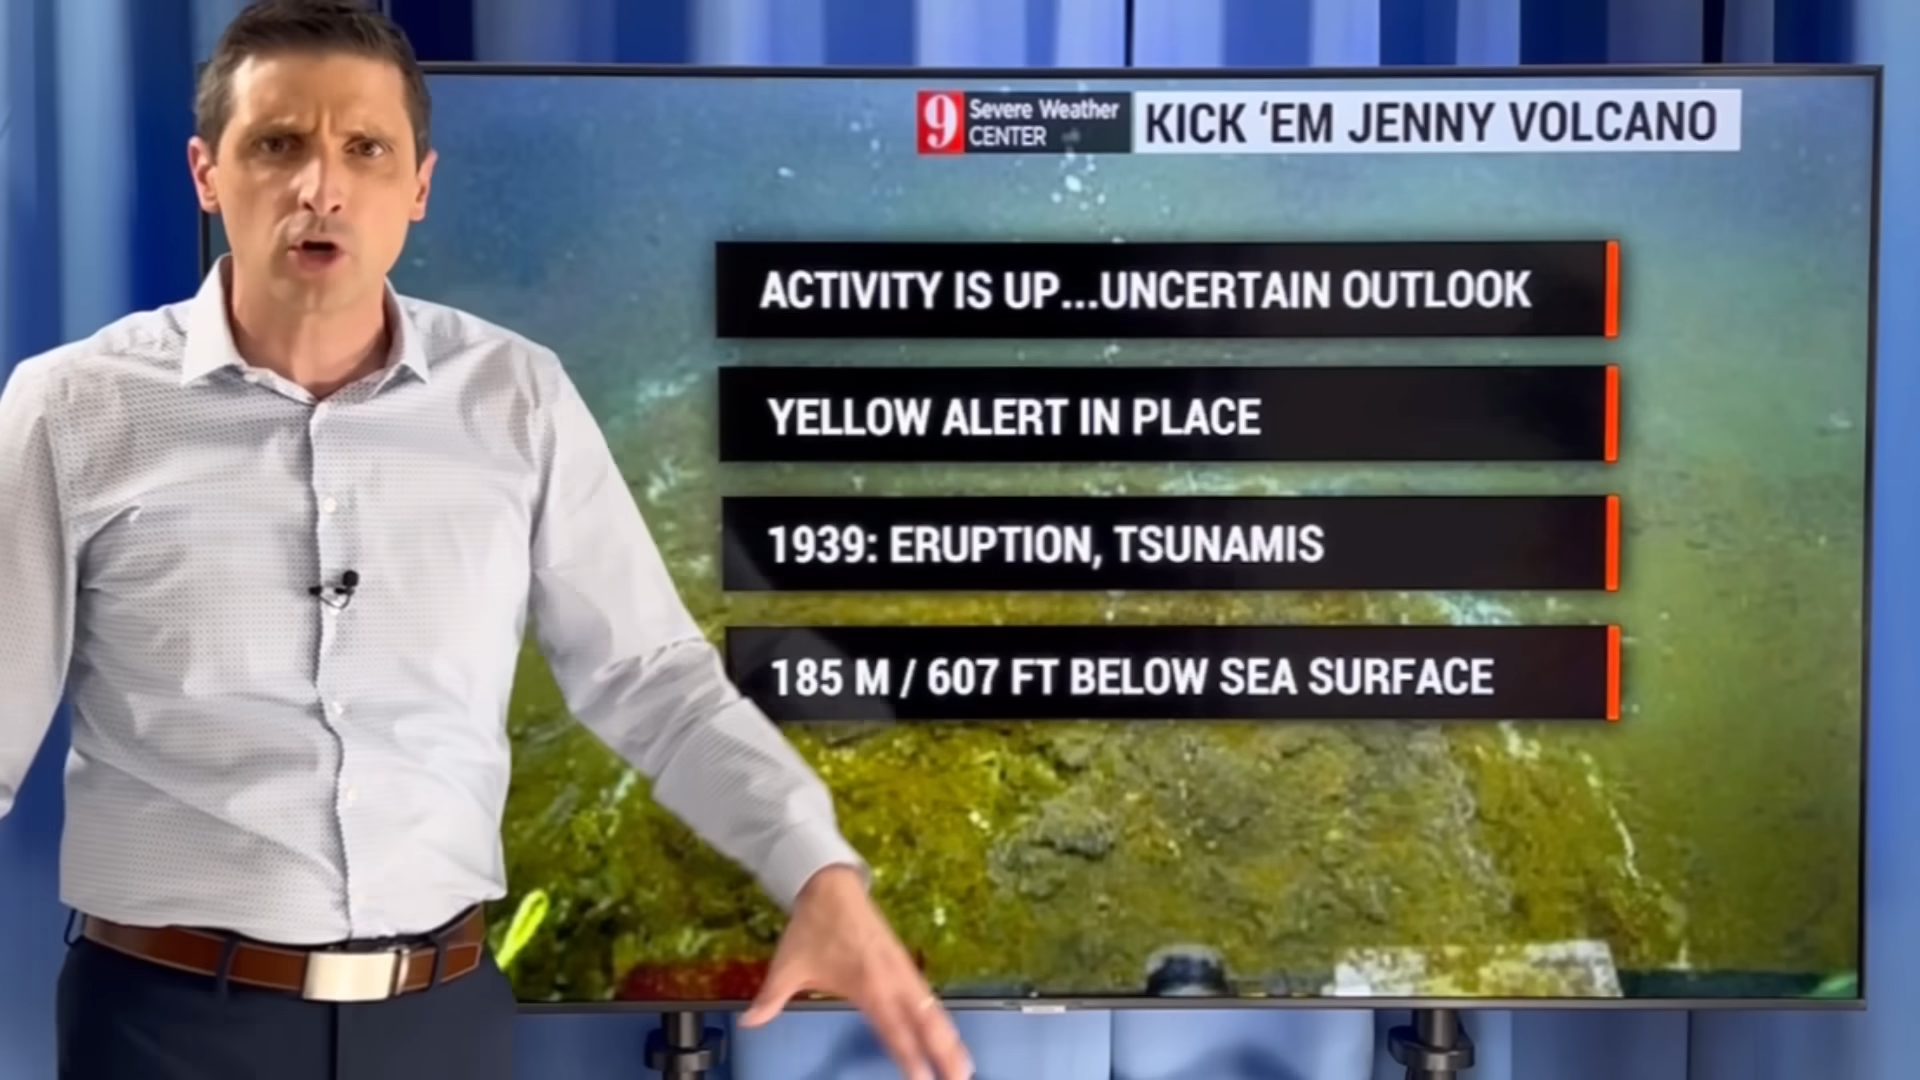 9 Severe Weather
CENTER
KICK ‘EM JENNY VOLCANO
ACTIVITY IS UP...UNCERTAIN OUTLOOK
YELLOW ALERT IN PLACE
1939: ERUPTION, TSUNAMIS
185 M / 607 FT BELOW SEA SURFACE